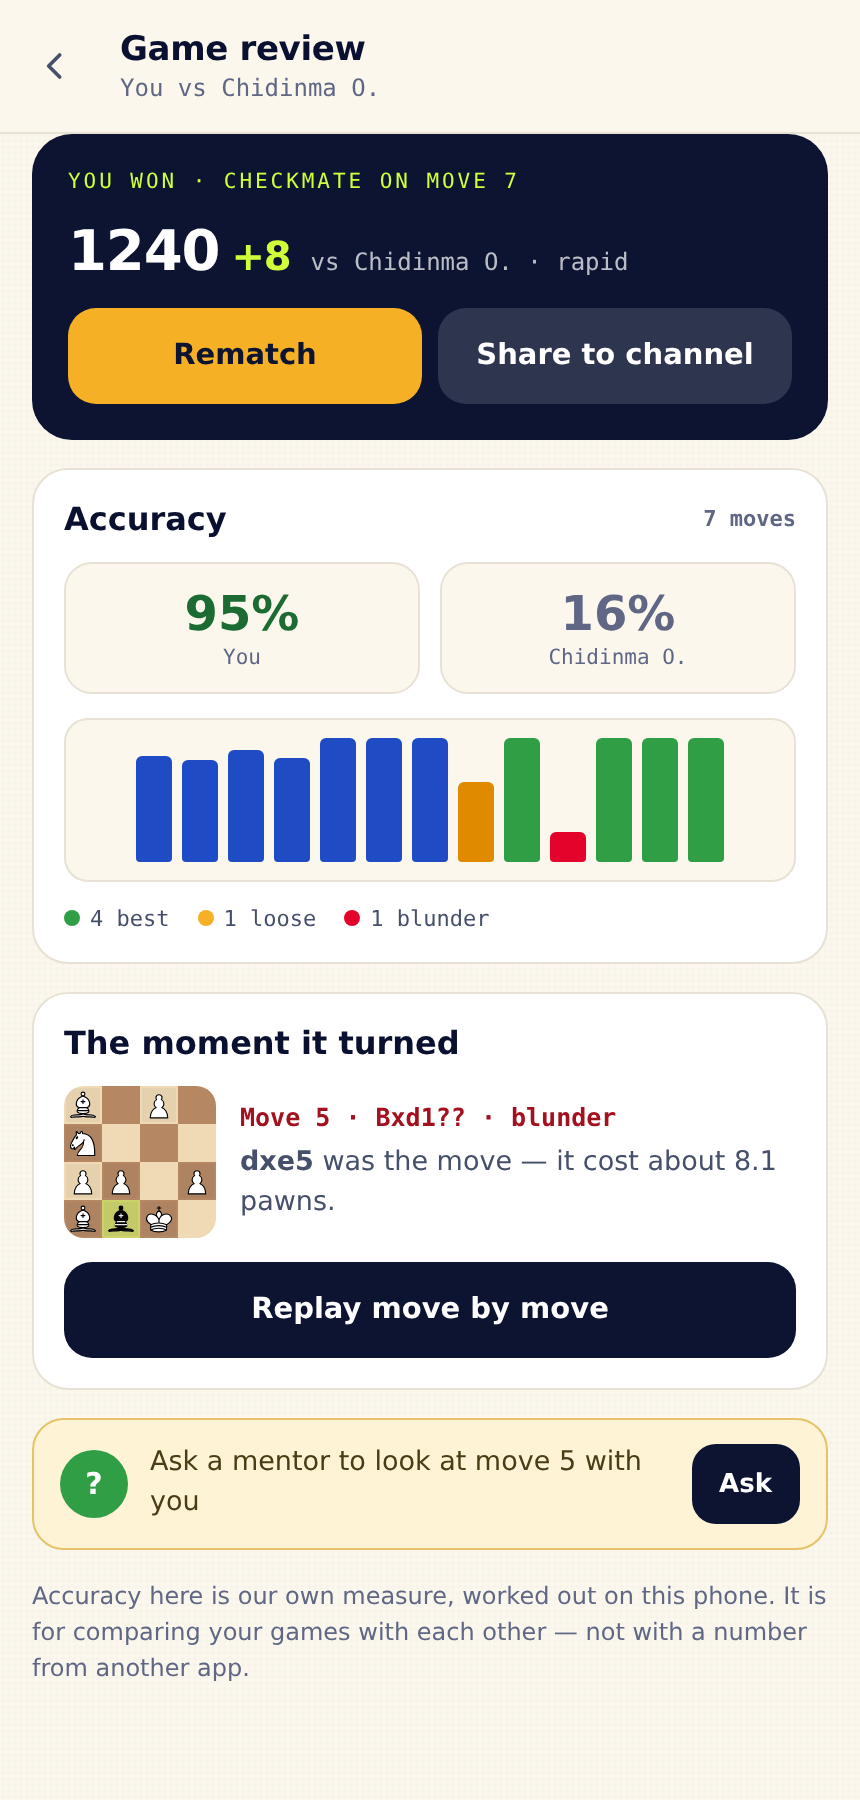 Game review
You vs Chidinma O.
YOU WON · CHECKMATE ON MOVE 7
1240 +8 vs Chidinma O. · rapid
Rematch
Share to channel
Accuracy
7 moves
95%
You
16%
Chidinma O.
4 best
1 loose
1 blunder
The moment it turned
Move 5 · Bxd1?? · blunder
dxe5 was the move — it cost about 8.1
pawns.
Replay move by move
?
Ask a mentor to look at move 5 with
you
Ask
Accuracy here is our own measure, worked out on this phone. It is
for comparing your games with each other — not with a number
from another app.